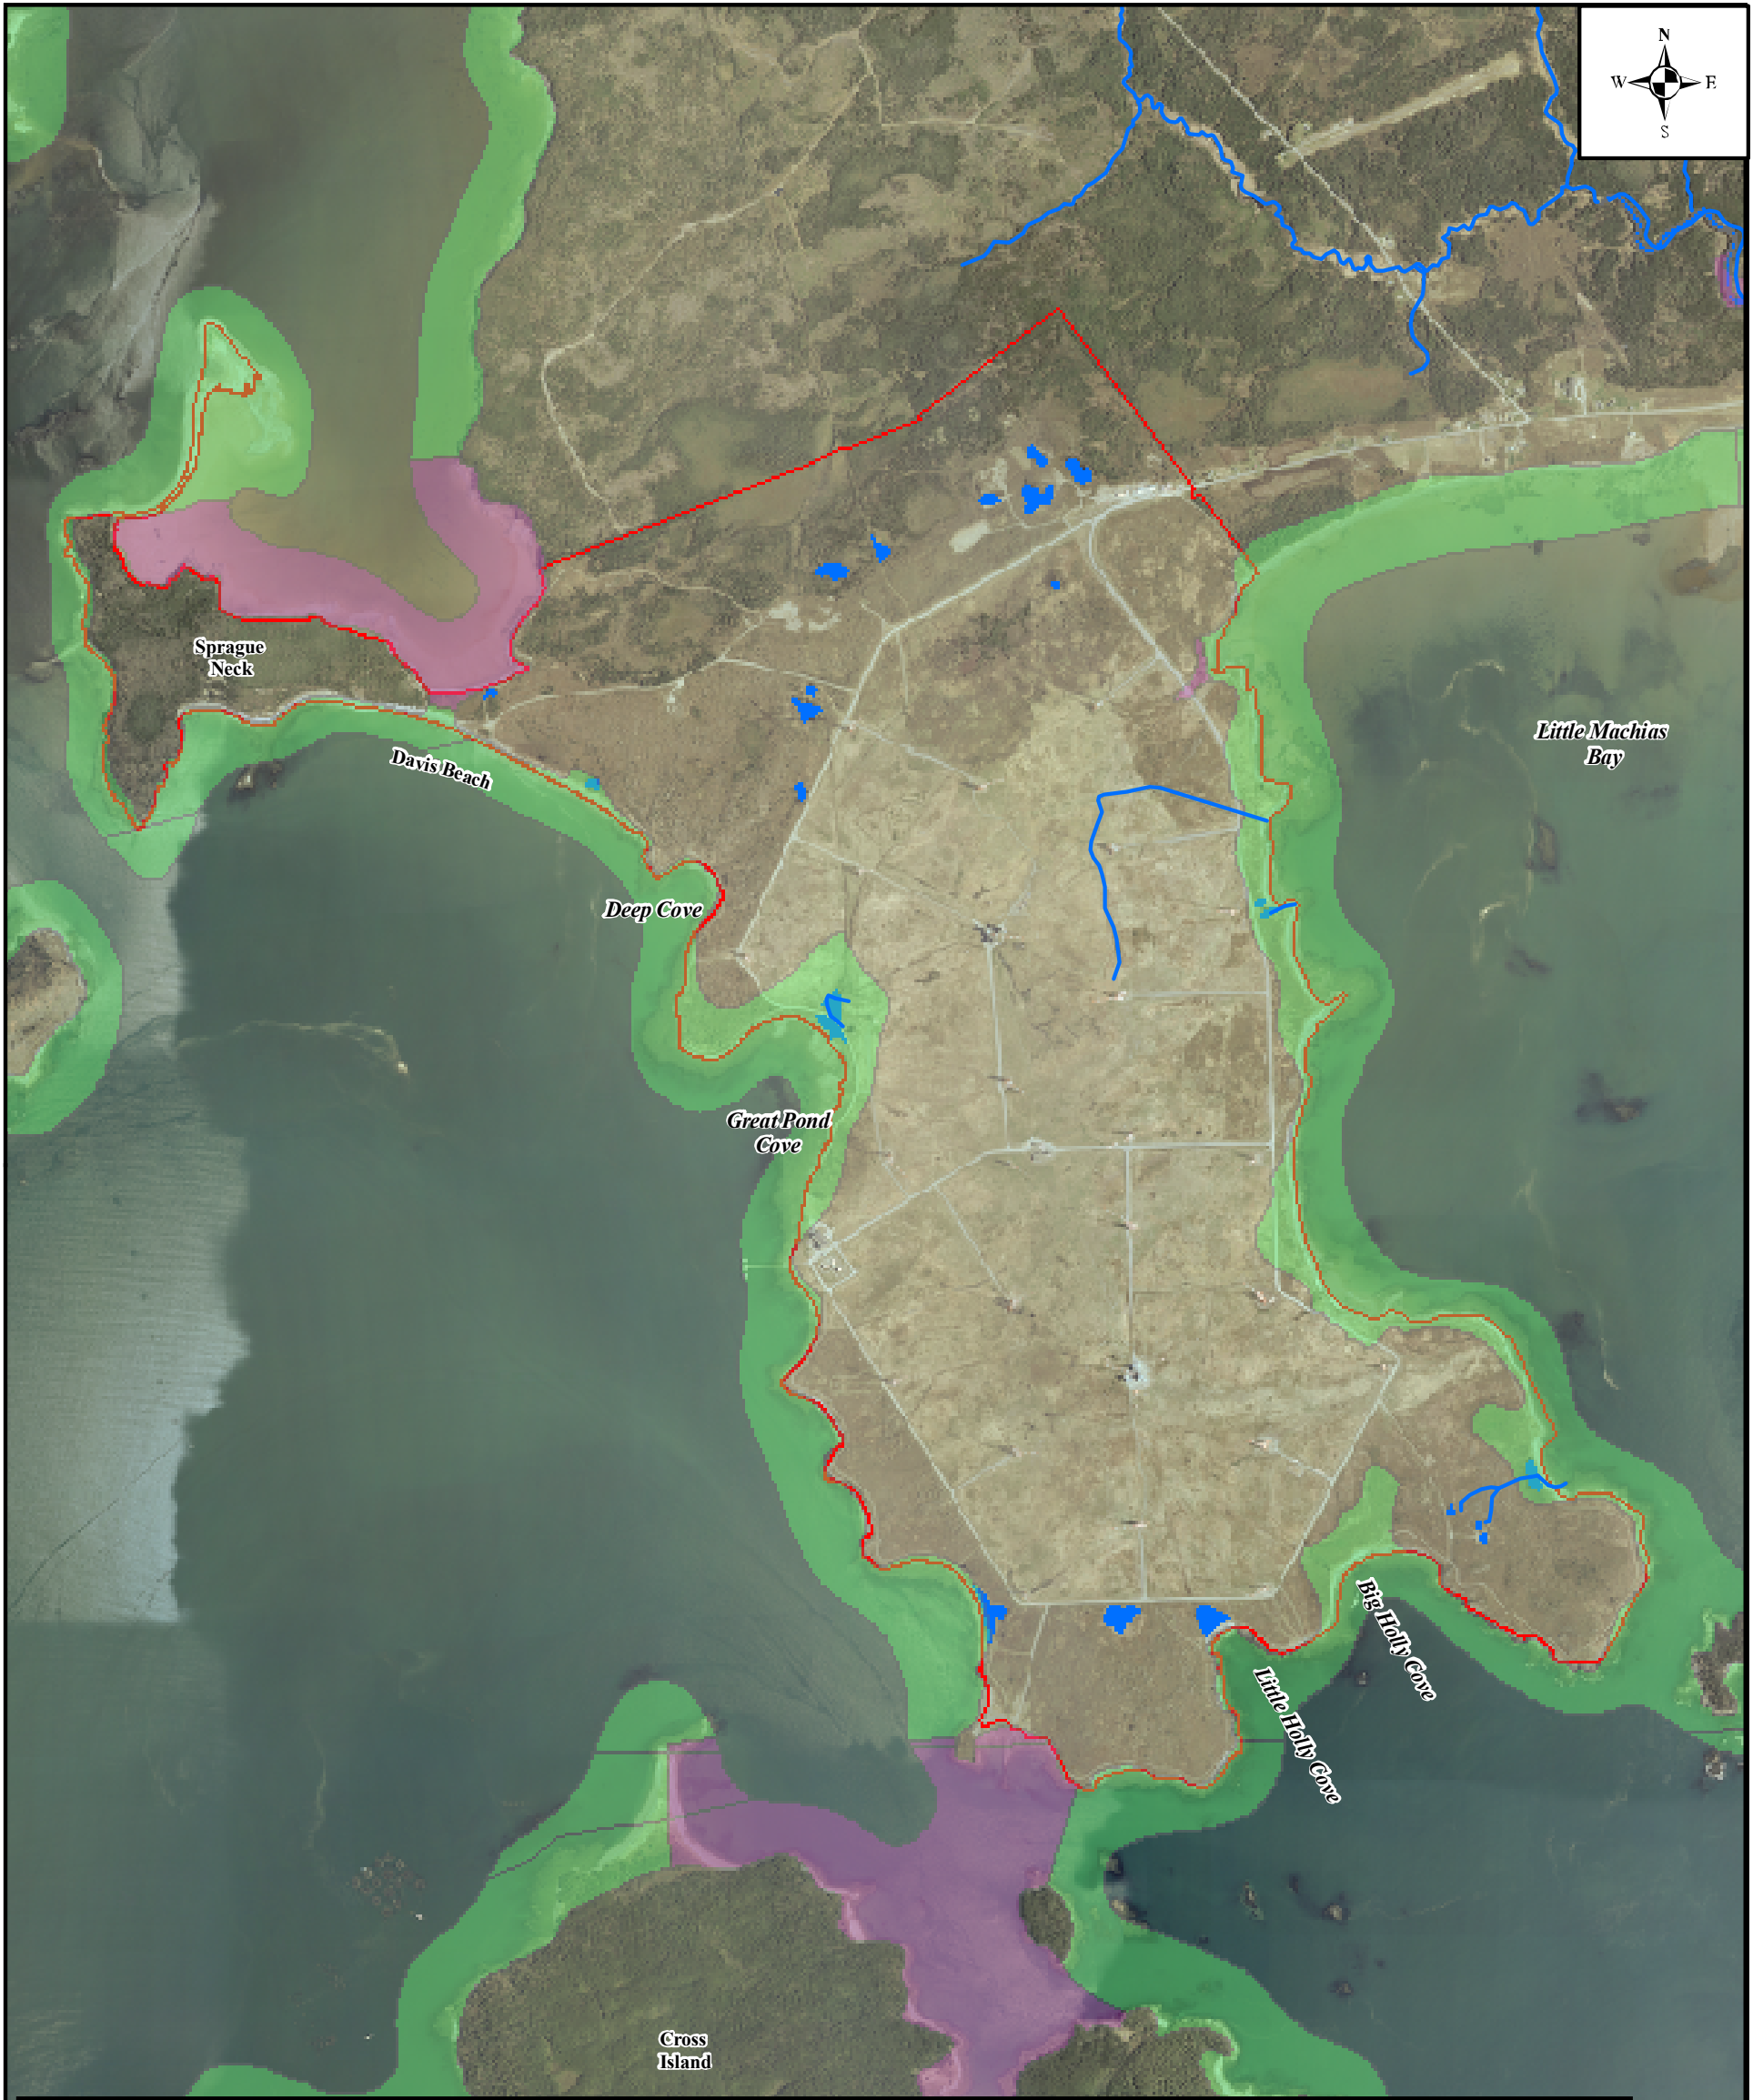 N
W E
S
Sprague
Neck
Little Machias
Bay
Davis Beach
Deep Cove
Great Pond
Cove
Big Holly Cove
Little Holly Cove
Cross
Island